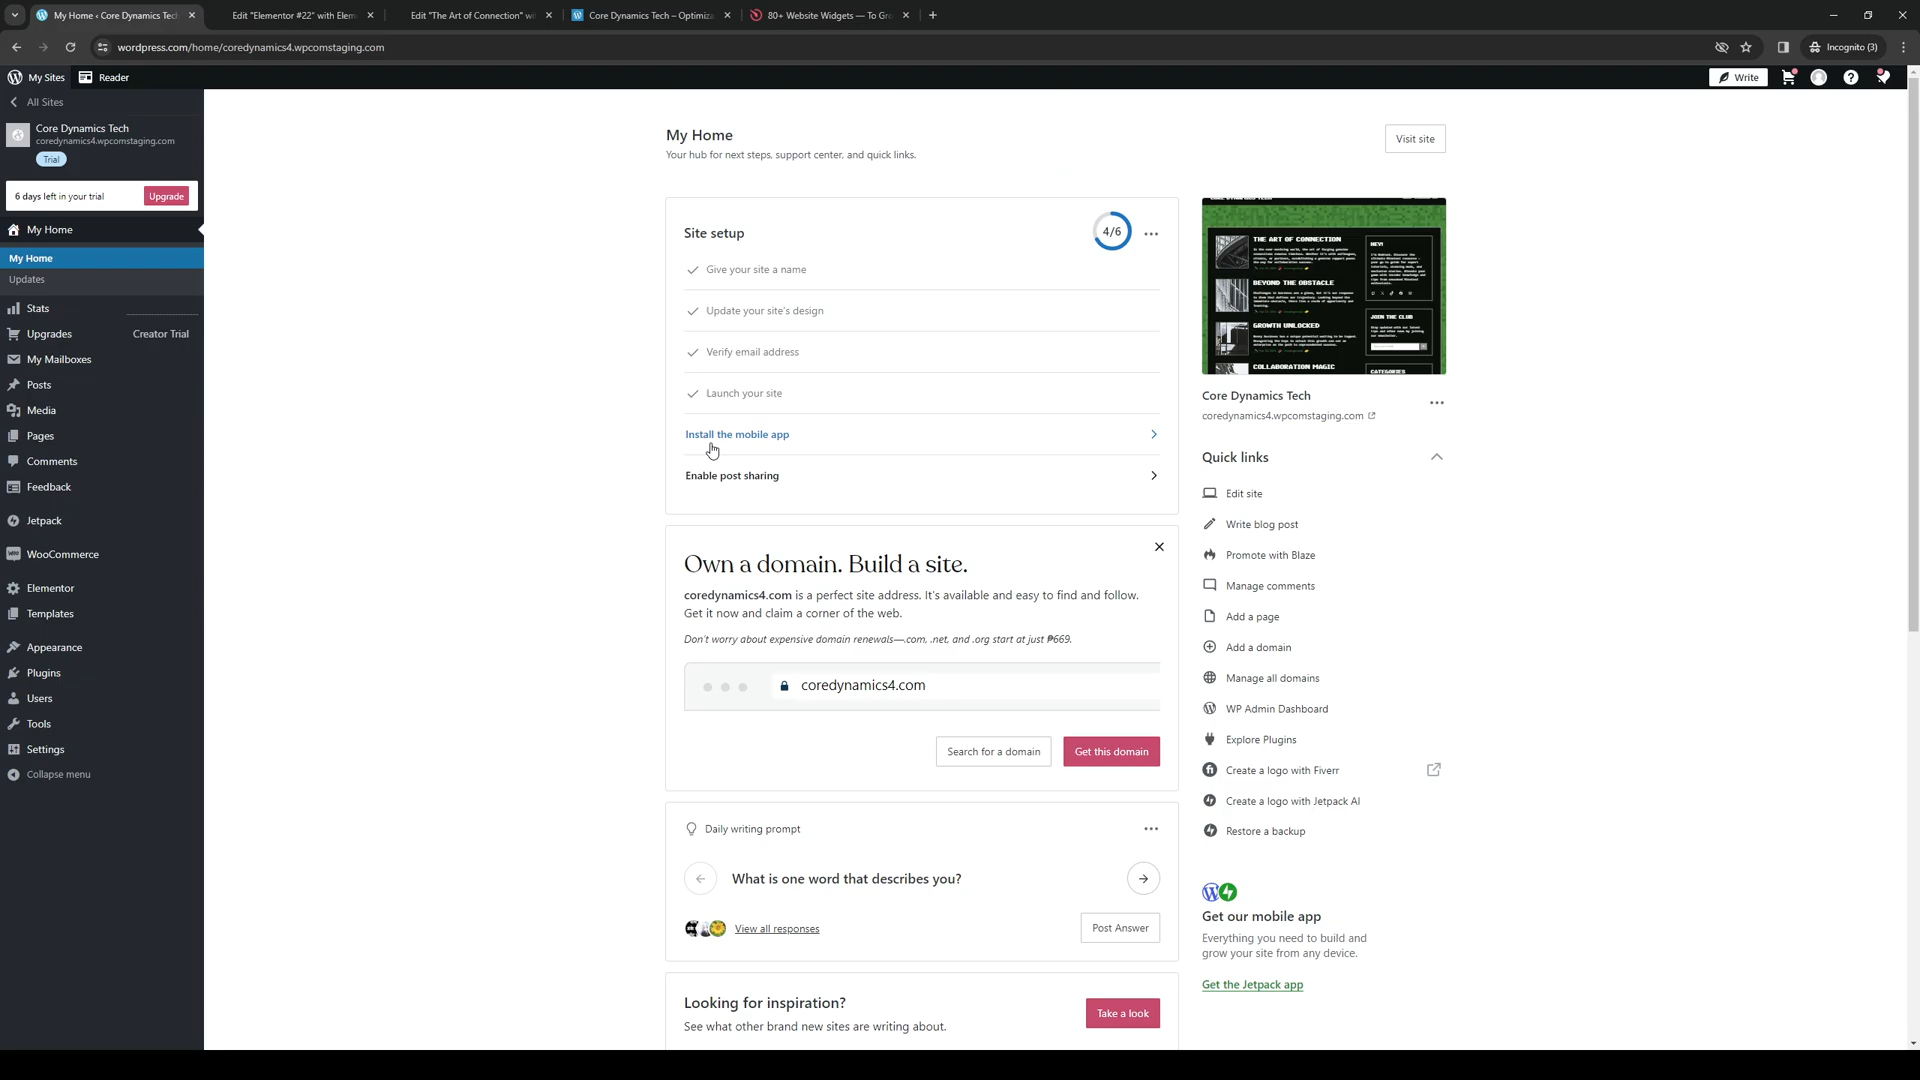 My Home ‹ Core Dynamics Tec
Edit "Elementor #22" with Elem
Edit "The Art of Connection" wi
Core Dynamics Tech – Optimiza
80+ Website Widgets — To Gr
wordpress.com/home/coredynamics4.wpcomstaging.com
Incognito (3)
My Sites
Reader
Write
All Sites
Core Dynamics Tech
coredynamics4.wpcomstaging.com
Trial
6 days left in your trial
Upgrade
My Home
My Home
Updates
Stats
Upgrades
Creator Trial
My Mailboxes
Posts
Media
Pages
Comments
Feedback
Jetpack
WooCommerce
Elementor
Templates
Appearance
Plugins
Users
Tools
Settings
Collapse menu
My Home
Your hub for next steps, support center, and quick links.
Visit site
Site setup
4/6
Give your site a name
Update your site's design
Verify email address
Launch your site
Install the mobile app
Enable post sharing
Own a domain. Build a site.
coredynamics4.com is a perfect site address. It's available and easy to find and follow.
Get it now and claim a corner of the web.
Don't worry about expensive domain renewals—.com, .net, and .org start at just ₱669.
coredynamics4.com
Search for a domain
Get this domain
Daily writing prompt
What is one word that describes you?
View all responses
Post Answer
Looking for inspiration?
See what other brand new sites are writing about.
Take a look
THE ART OF CONNECTION
BEYOND THE OBSTACLE
GROWTH UNLOCKED
COLLABORATION MAGIC
HEY!
JOIN THE CLUB
CATEGORIES
Core Dynamics Tech
coredynamics4.wpcomstaging.com
Quick links
Edit site
Write blog post
Promote with Blaze
Manage comments
Add a page
Add a domain
Manage all domains
WP Admin Dashboard
Explore Plugins
Create a logo with Fiverr
Create a logo with Jetpack AI
Restore a backup
Get our mobile app
Everything you need to build and
grow your site from any device.
Get the Jetpack app